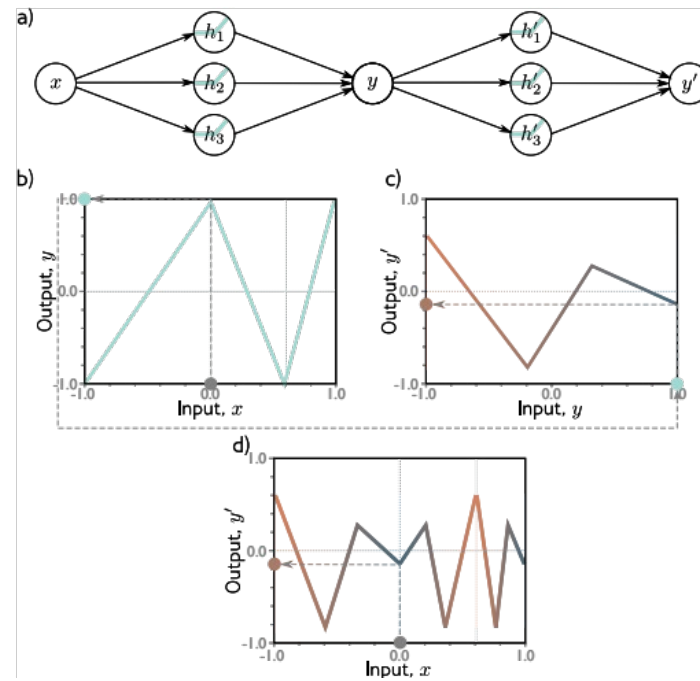 a)
x h₁ h₂ h₃ y h′₁ h′₂ h′₃ y′
b)
1.0
0.0
-1.0
Output, y
-1.0 0.0 1.0
Input, x
c)
1.0
0.0
-1.0
Output, y′
-1.0 0.0 1.0
Input, y
d)
1.0
0.0
-1.0
Output, y′
-1.0 0.0 1.0
Input, x